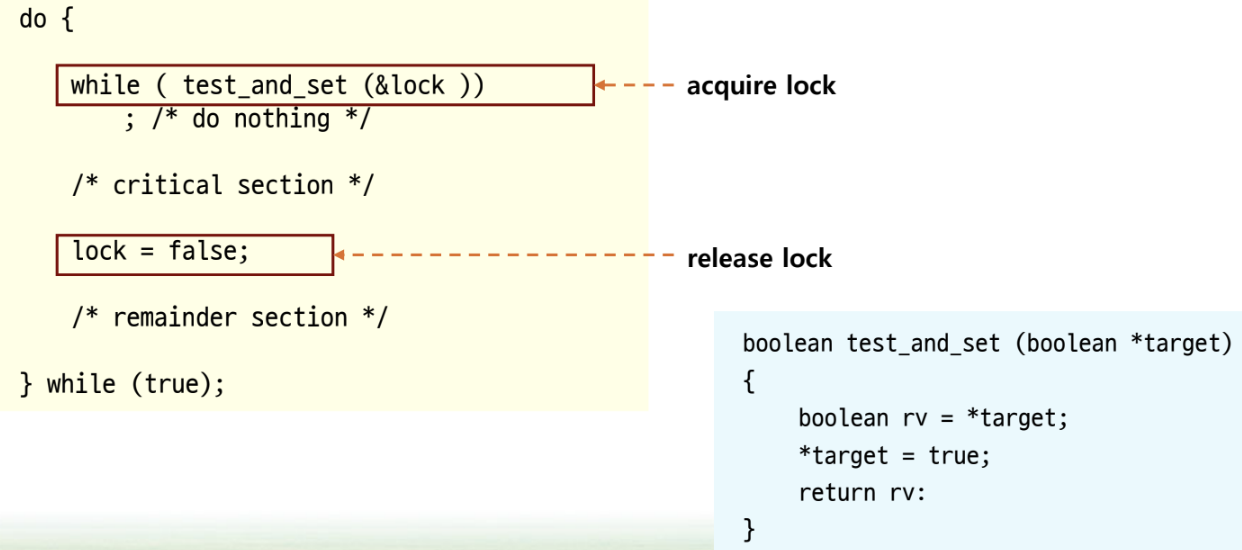 do {
while ( test_and_set (&lock ))
; /* do nothing */
/* critical section */
lock = false;
/* remainder section */
} while (true);
acquire lock
release lock
boolean test_and_set (boolean *target)
{
boolean rv = *target;
*target = true;
return rv:
}